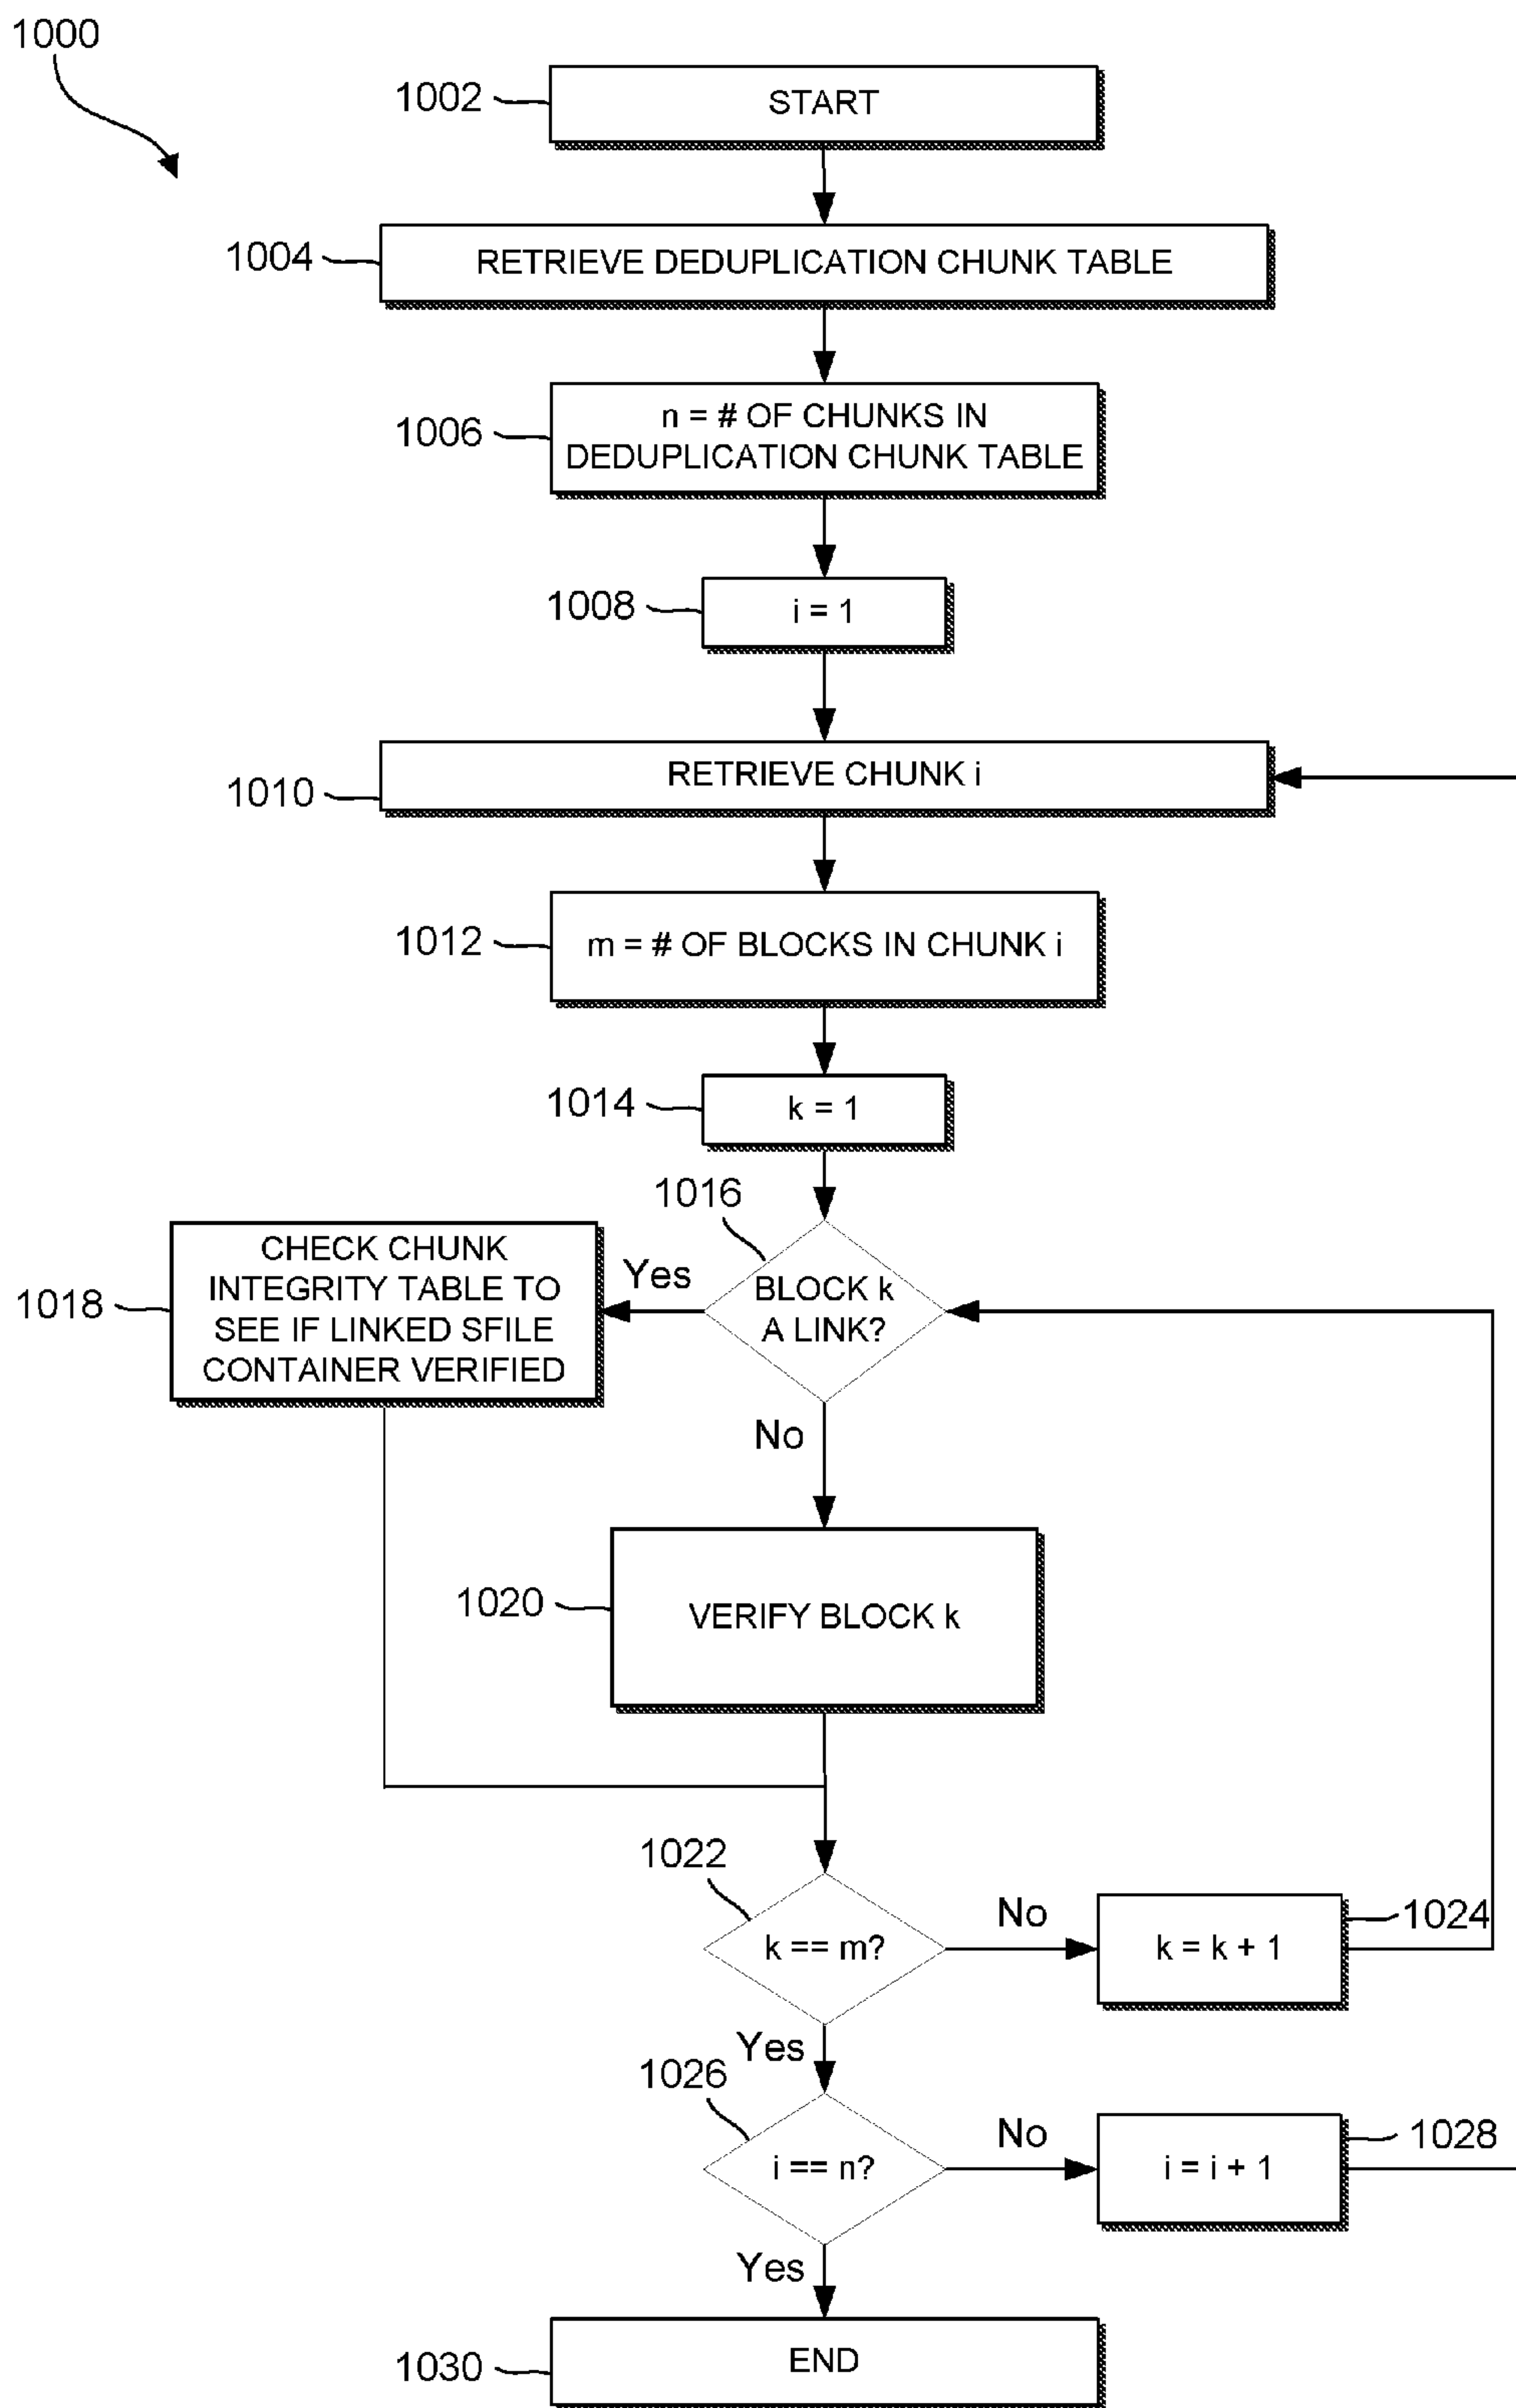 1000
1002
START
1004
RETRIEVE DEDUPLICATION CHUNK TABLE
1006
n = # OF CHUNKS IN
DEDUPLICATION CHUNK TABLE
1008
i = 1
1010
RETRIEVE CHUNK i
1012
m = # OF BLOCKS IN CHUNK i
1014
k = 1
1016
BLOCK k
A LINK?
Yes
1018
CHECK CHUNK
INTEGRITY TABLE TO
SEE IF LINKED SFILE
CONTAINER VERIFIED
No
1020
VERIFY BLOCK k
1022
k == m?
No
k = k + 1
1024
Yes
1026
i == n?
No
i = i + 1
1028
Yes
1030
END